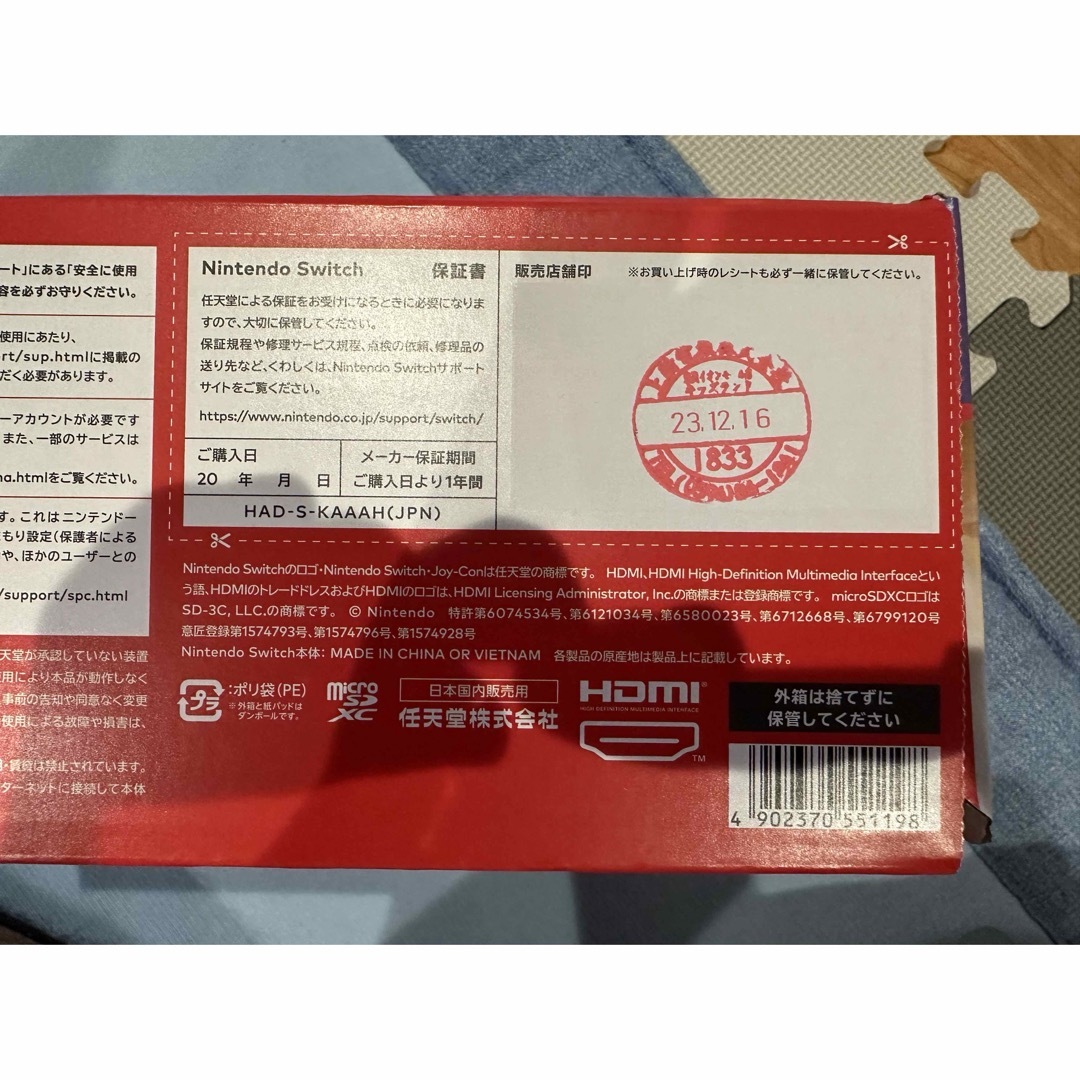 ート」にある「安全に使用
容を必ずお守りください。
使用にあたり、
rt/sup.htmlに掲載の
だく必要があります。
ーアカウントが必要です
また、一部のサービスは
na.htmlをご覧ください。
す。これはニンテンドー
もり設定(保護者による
や、ほかのユーザーとの
/support/spc.html
天堂が承認していない装置
用により本品が動作しなく
事前の告知や同意なく変更
使用による故障や損害は、
・賃貸は禁止されています。
ターネットに接続して本体
Nintendo Switch 保証書
任天堂による保証をお受けになるときに必要になりま
すので、大切に保管してください。
保証規程や修理サービス規程、点検の依頼、修理品の
送り先など、くわしくは、Nintendo Switchサポート
サイトをご覧ください。
https://www.nintendo.co.jp/support/switch/
ご購入日
20 年 月 日
メーカー保証期間
ご購入日より1年間
HAD-S-KAAAH(JPN)
販売店舗印 ※お買い上げ時のレシートも必ず一緒に保管してください。
23.12.16
1833
Nintendo Switchのロゴ・Nintendo Switch・Joy-Conは任天堂の商標です。 HDMI、HDMI High-Definition Multimedia Interfaceとい
う語、HDMIのトレードドレスおよびHDMIのロゴは、HDMI Licensing Administrator, Inc.の商標または登録商標です。 microSDXCロゴは
SD-3C, LLC.の商標です。 © Nintendo 特許第6074534号、第6121034号、第6580023号、第6712668号、第6799120号
意匠登録第1574793号、第1574796号、第1574928号
Nintendo Switch本体: MADE IN CHINA OR VIETNAM 各製品の原産地は製品上に記載しています。
プラ
:ポリ袋(PE)
※外箱と紙パッドは
ダンボールです。
micro
SD
XC
日本国内販売用
任天堂株式会社
HDMI®
HIGH DEFINITION MULTIMEDIA INTERFACE
TM
外箱は捨てずに
保管してください
4 902370 551198